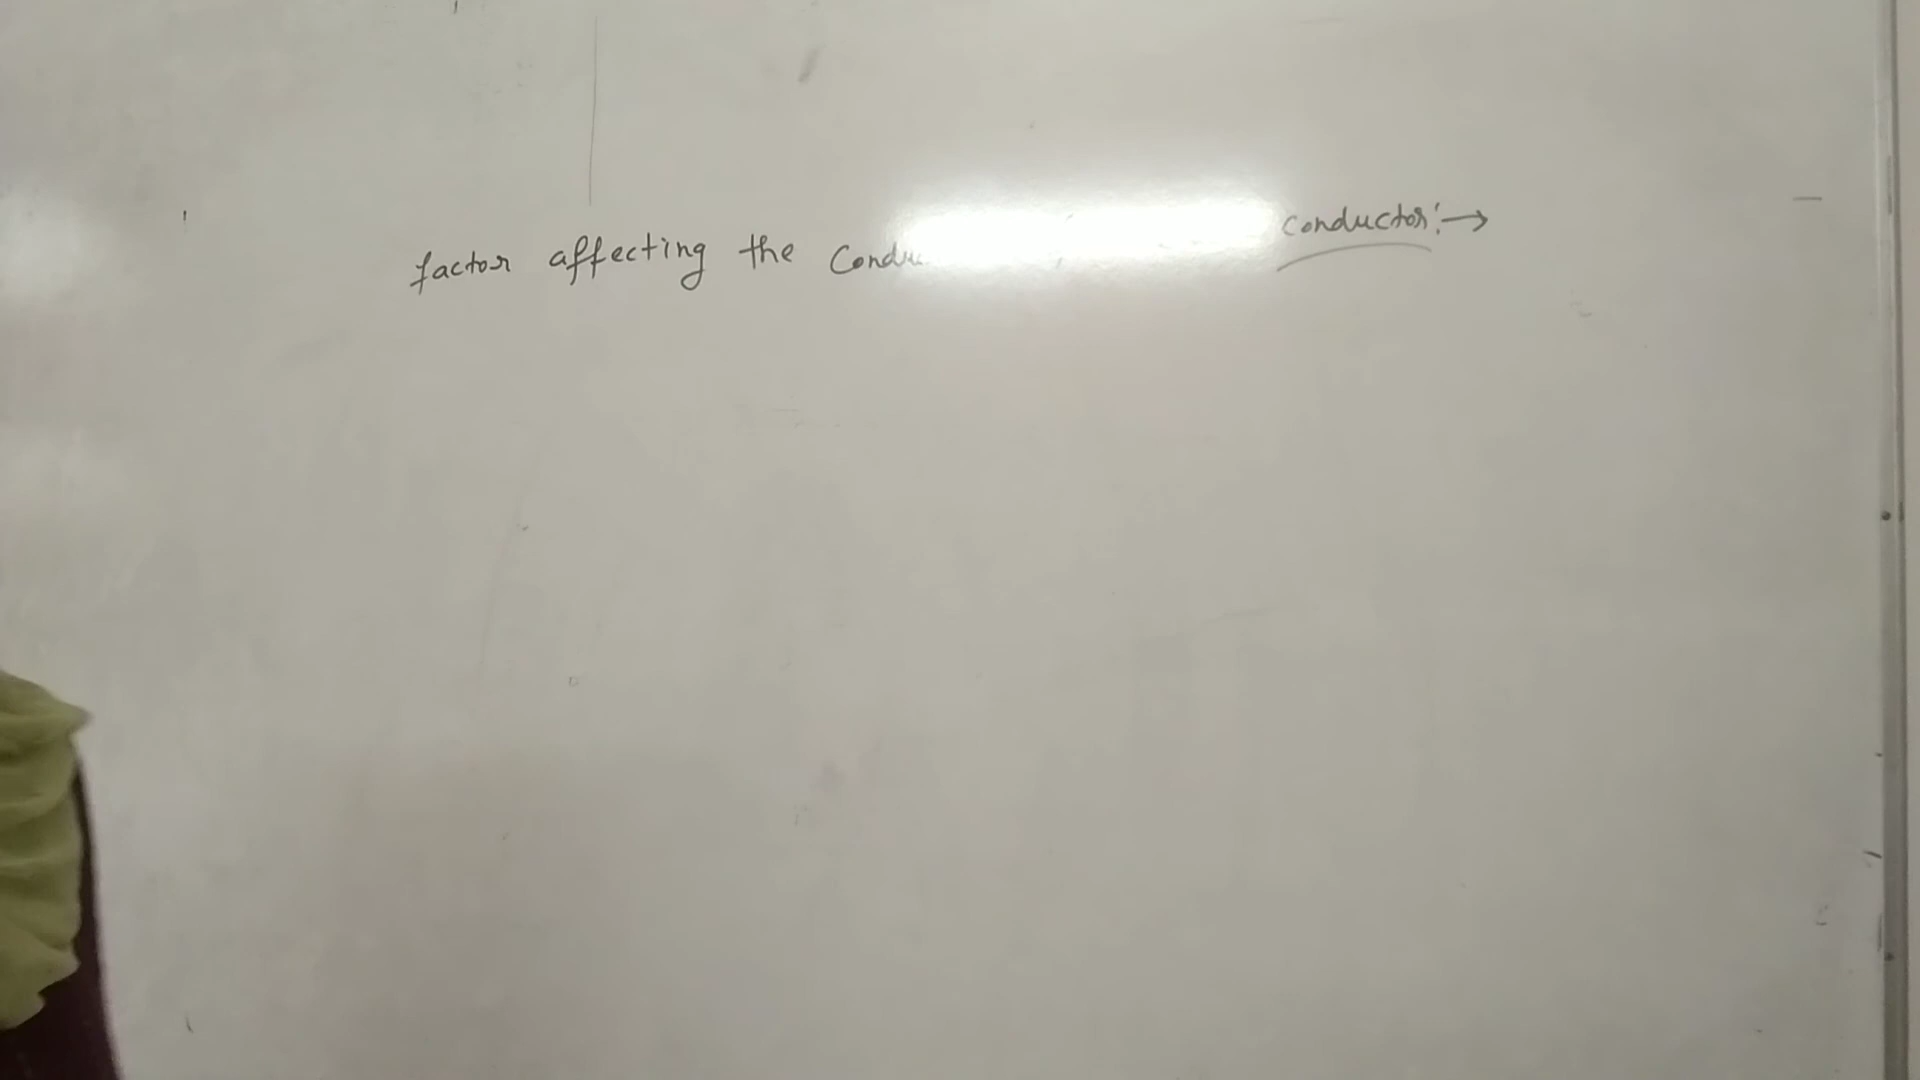 factor affecting the Condu conductor:→